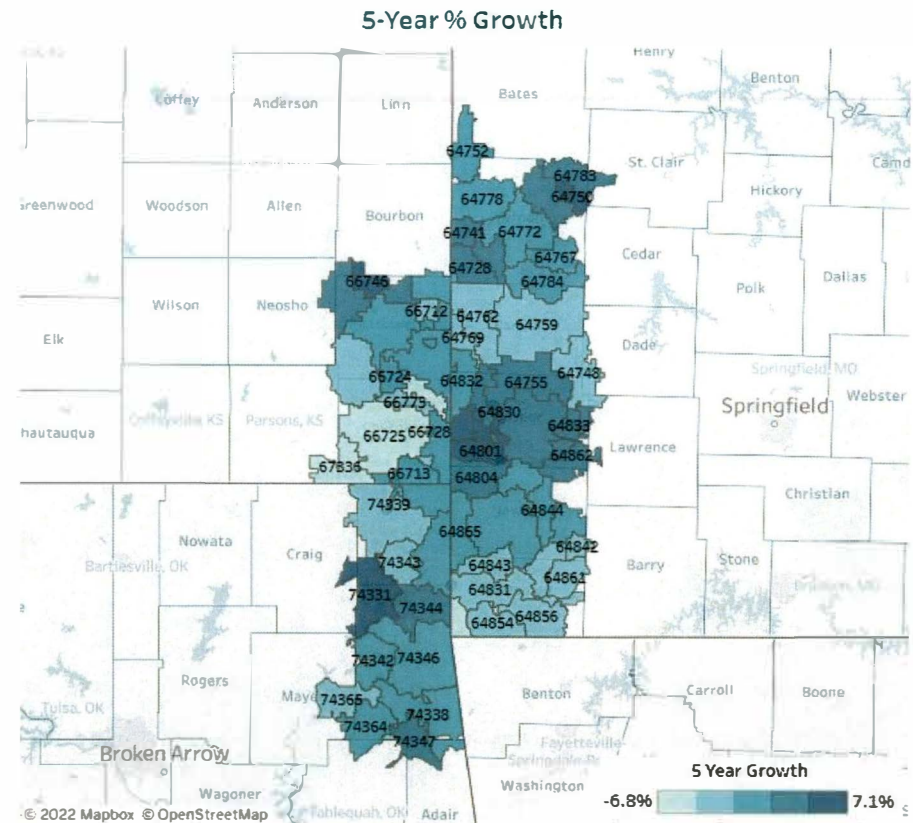 5-Year % Growth
Henry
Benton
Bates
Coffey
Anderson
Linn
64752
St. Clair
64783
64750
Hickory
64778
Greenwood
Woodson
Allen
Bourbon
64741
64772
64767
Cedar
64728
64784
Polk
Dallas
66746
Wilson
Neosho
66712
64762
64759
Elk
64769
Dade
66724
64832
64755
64748
Springfield, MO
Webster
66773
64830
Springfield
Coffeyville KS
Parsons, KS
66725
66728
64833
hautauqua
64801
64862
Lawrence
67336
66713
64804
Christian
74339
64844
Nowata
64865
Craig
64842
Stone
Bartlesville, OK
74343
64843
64861
Barry
64831
74331
74344
64854
64856
74342
74346
Rogers
Benton
Carroll
Boone
Maye
74365
74338
Tulsa, OK
74364
74347
Fayetteville
Broken Arrow
5 Year Growth
Washington
Wagoner
-6.8%
7.1%
© 2022 Mapbox © OpenStreetMap
Tahlequah, OK
Adair